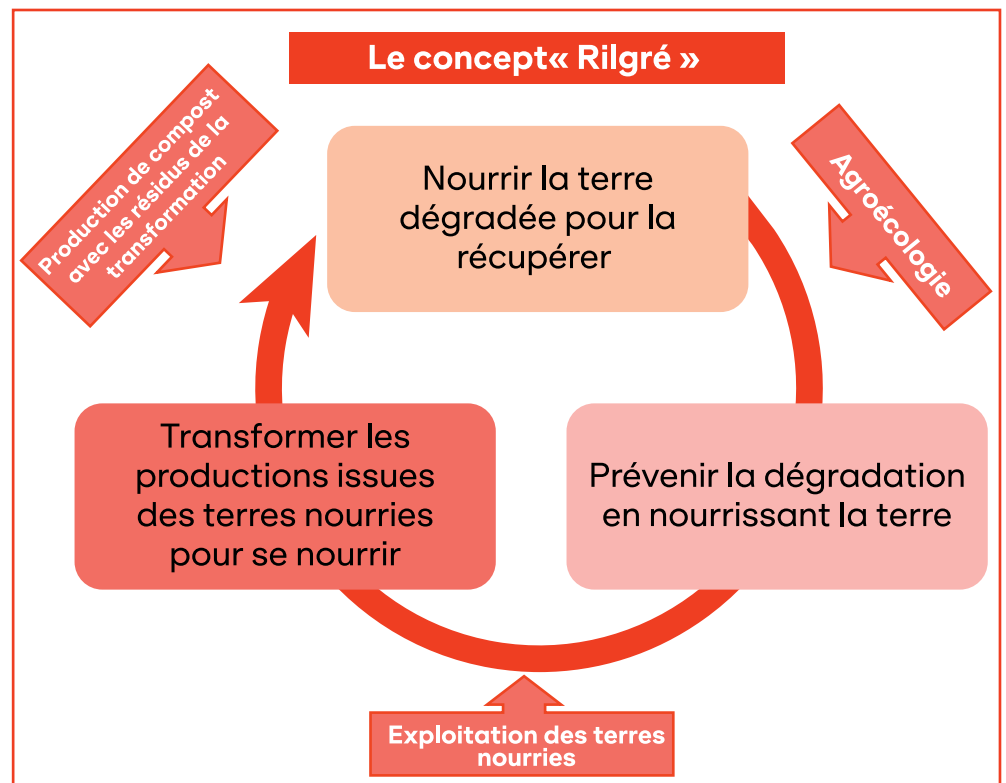 Le concept« Rilgré »
Production de compost
avec les résidus de la
transformation
Agroécologie
Nourrir la terre
dégradée pour la
récupérer
Transformer les
productions issues
des terres nourries
pour se nourrir
Prévenir la dégradation
en nourrissant la terre
Exploitation des terres
nourries